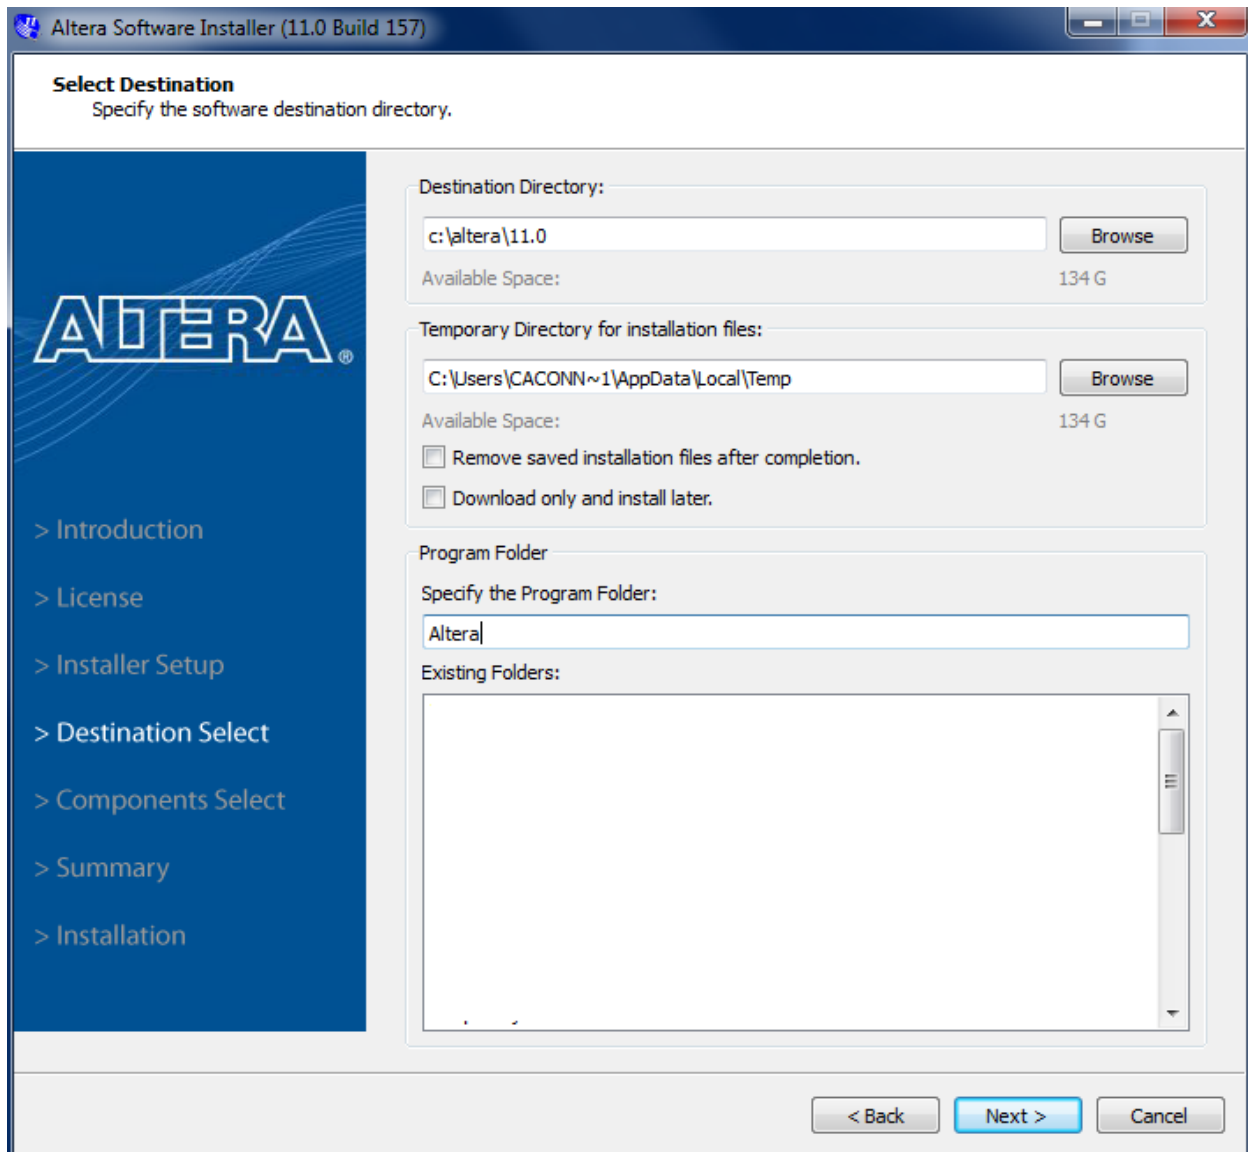 Altera Software Installer (11.0 Build 157)
Select Destination
Specify the software destination directory.
ALTERA®
> Introduction
> License
> Installer Setup
> Destination Select
> Components Select
> Summary
> Installation
Destination Directory:
c:\altera\11.0
Browse
Available Space: 134 G
Temporary Directory for installation files:
C:\Users\CACONN~1\AppData\Local\Temp
Browse
Available Space: 134 G
Remove saved installation files after completion.
Download only and install later.
Program Folder
Specify the Program Folder:
Altera
Existing Folders:
< Back Next > Cancel